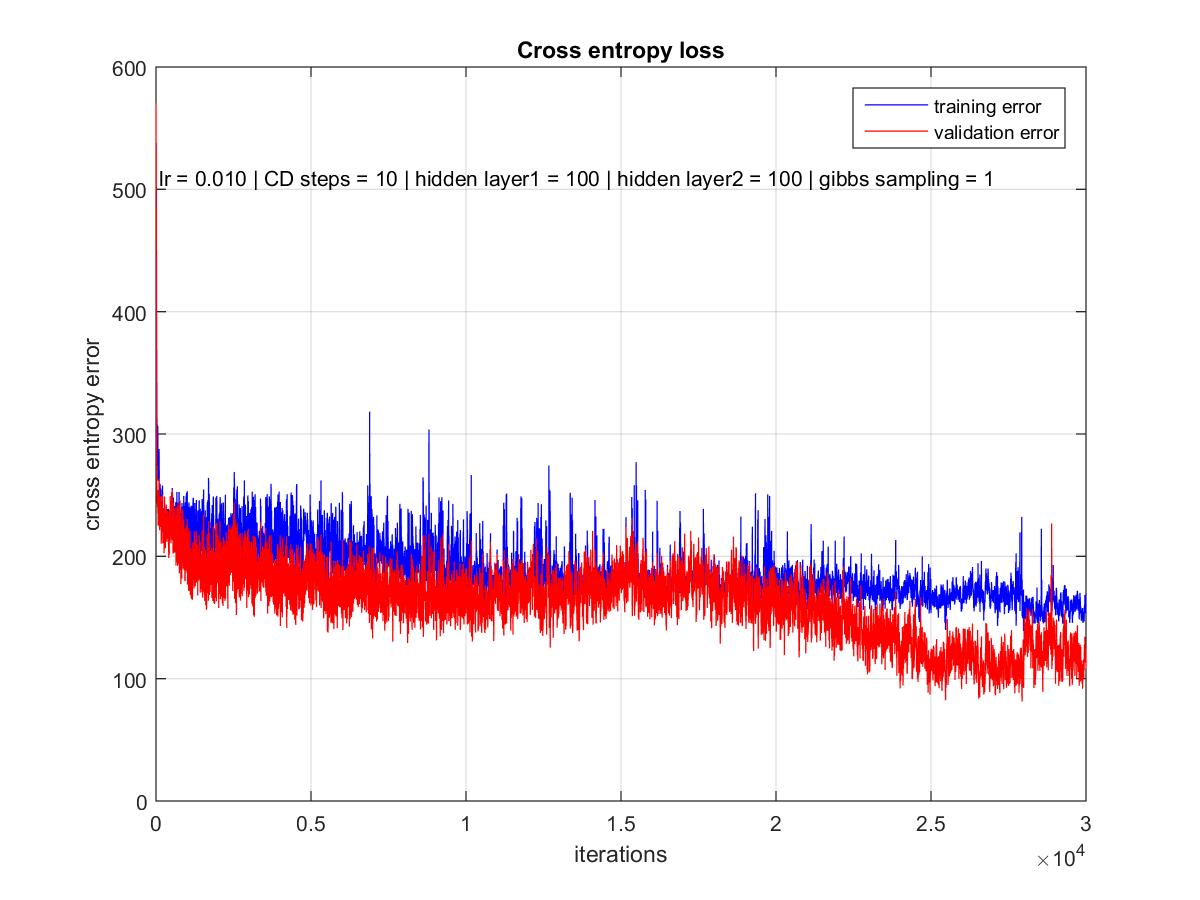 Cross entropy loss
600
training error
validation error
lr = 0.010 | CD steps = 10 | hidden layer1 = 100 | hidden layer2 = 100 | gibbs sampling = 1
500
400
cross entropy error
300
200
100
0
0 0.5 1 1.5 2 2.5 3
iterations
×10⁴